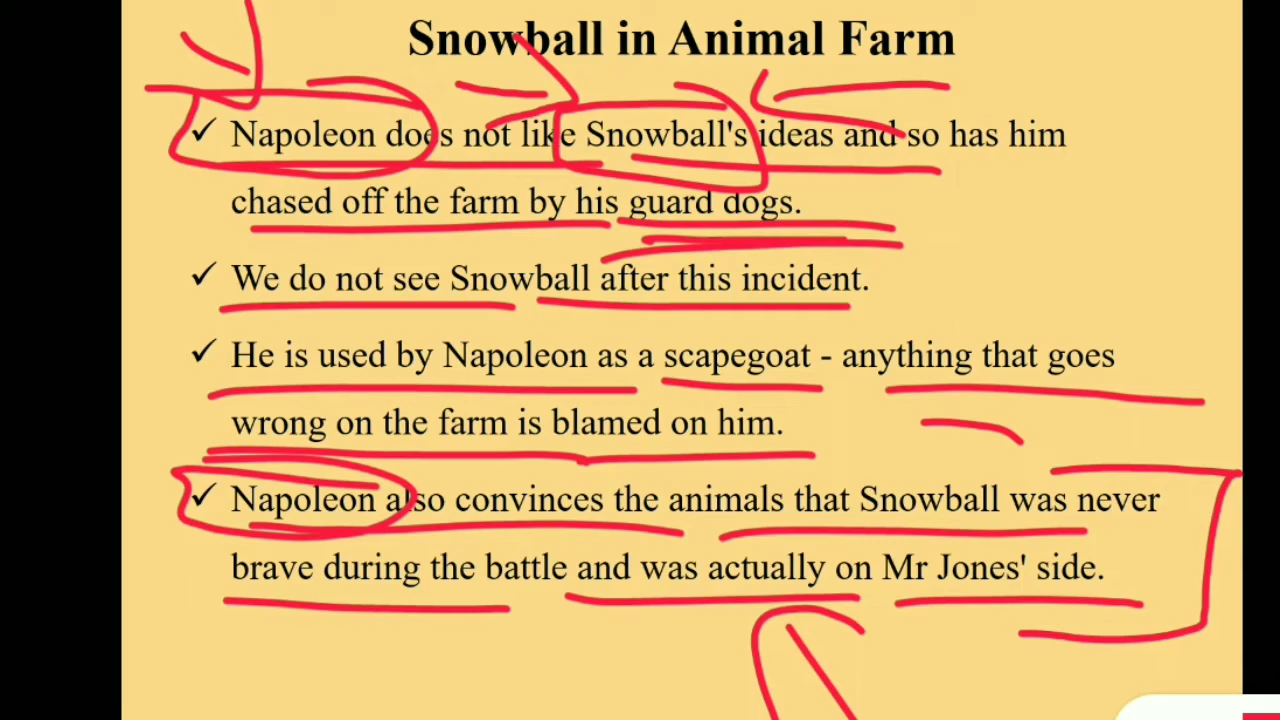 Snowball in Animal Farm
✓ Napoleon does not like Snowball's ideas and so has him
chased off the farm by his guard dogs.
✓ We do not see Snowball after this incident.
✓ He is used by Napoleon as a scapegoat - anything that goes
wrong on the farm is blamed on him.
✓ Napoleon also convinces the animals that Snowball was never
brave during the battle and was actually on Mr Jones' side.